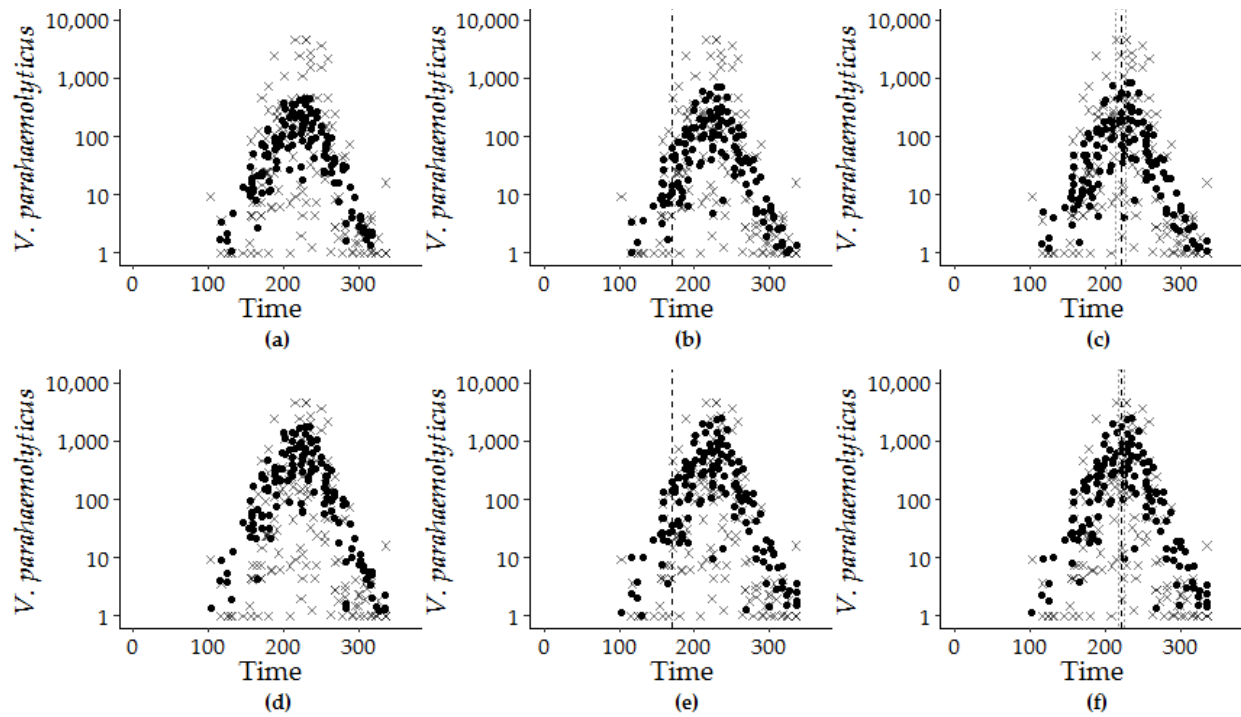 10,000 10,000 10,000
V. parahaemolyticus V. parahaemolyticus V. parahaemolyticus
1,000 1,000 1,000
100 100 100
10 10 10
1 1 1
0 100 200 300 0 100 200 300 0 100 200 300
Time Time Time
(a) (b) (c)
10,000 10,000 10,000
V. parahaemolyticus V. parahaemolyticus V. parahaemolyticus
1,000 1,000 1,000
100 100 100
10 10 10
1 1 1
0 100 200 300 0 100 200 300 0 100 200 300
Time Time Time
(d) (e) (f)